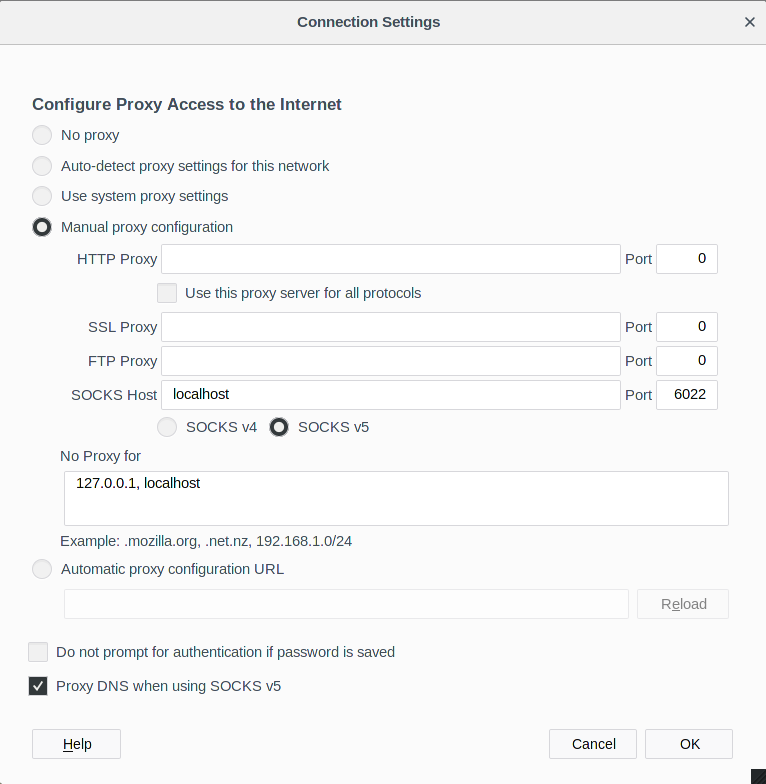 Connection Settings
Configure Proxy Access to the Internet
No proxy
Auto-detect proxy settings for this network
Use system proxy settings
Manual proxy configuration
HTTP Proxy Port 0
Use this proxy server for all protocols
SSL Proxy Port 0
FTP Proxy Port 0
SOCKS Host localhost Port 6022
SOCKS v4 SOCKS v5
No Proxy for
127.0.0.1, localhost
Example: .mozilla.org, .net.nz, 192.168.1.0/24
Automatic proxy configuration URL
Reload
Do not prompt for authentication if password is saved
Proxy DNS when using SOCKS v5
Help Cancel OK